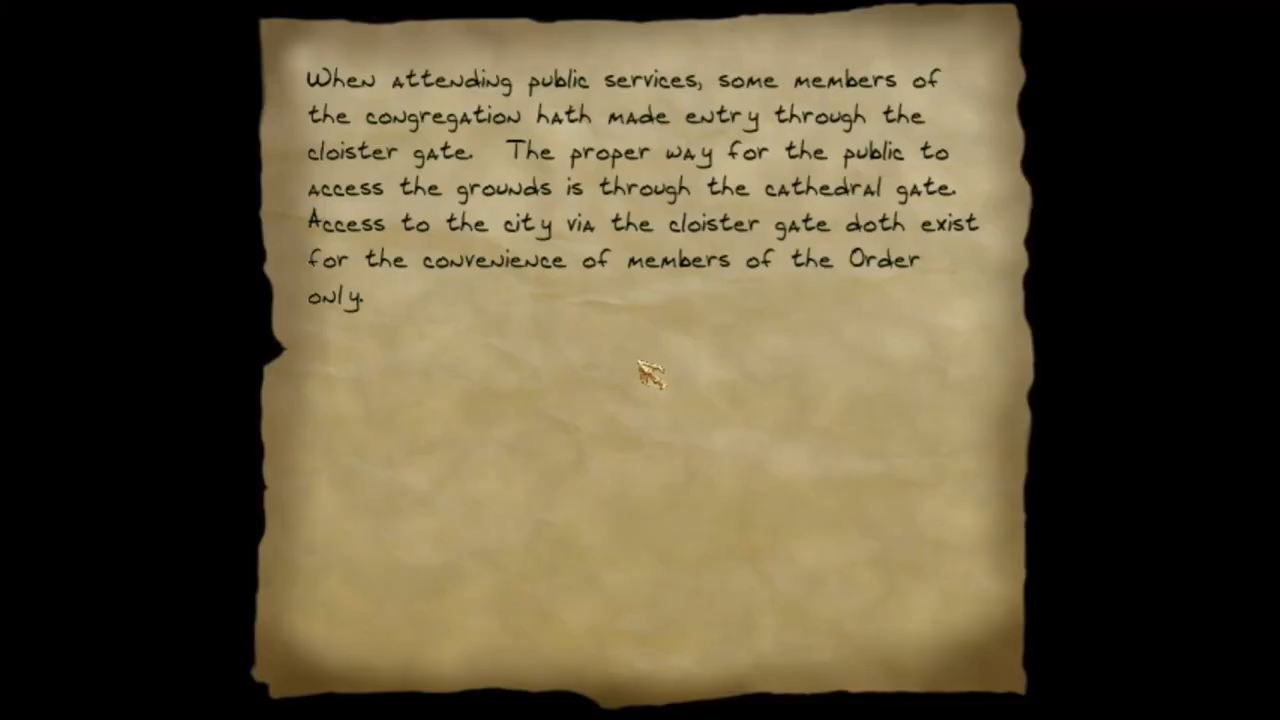 When attending public services, some members of
the congregation hath made entry through the
cloister gate. The proper way for the public to
access the grounds is through the cathedral gate.
Access to the city via the cloister gate doth exist
for the convenience of members of the Order
only.